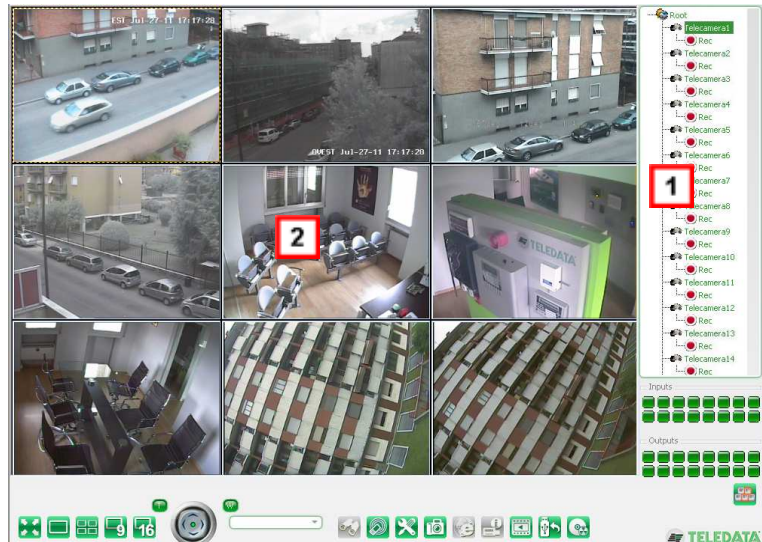 EST Jul-27-11 17:17:28
OVEST Jul-27-11 17:17:28
2
TELEDATA
Root
Telecamera1
Rec
Telecamera2
Rec
Telecamera3
Rec
Telecamera4
Rec
Telecamera5
Rec
Telecamera6
Rec
1
Telecamera7
Rec
Telecamera8
Rec
Telecamera9
Rec
Telecamera10
Rec
Telecamera11
Rec
Telecamera12
Rec
Telecamera13
Rec
Telecamera14
Rec
Inputs
Outputs
9
16
TELEDATA